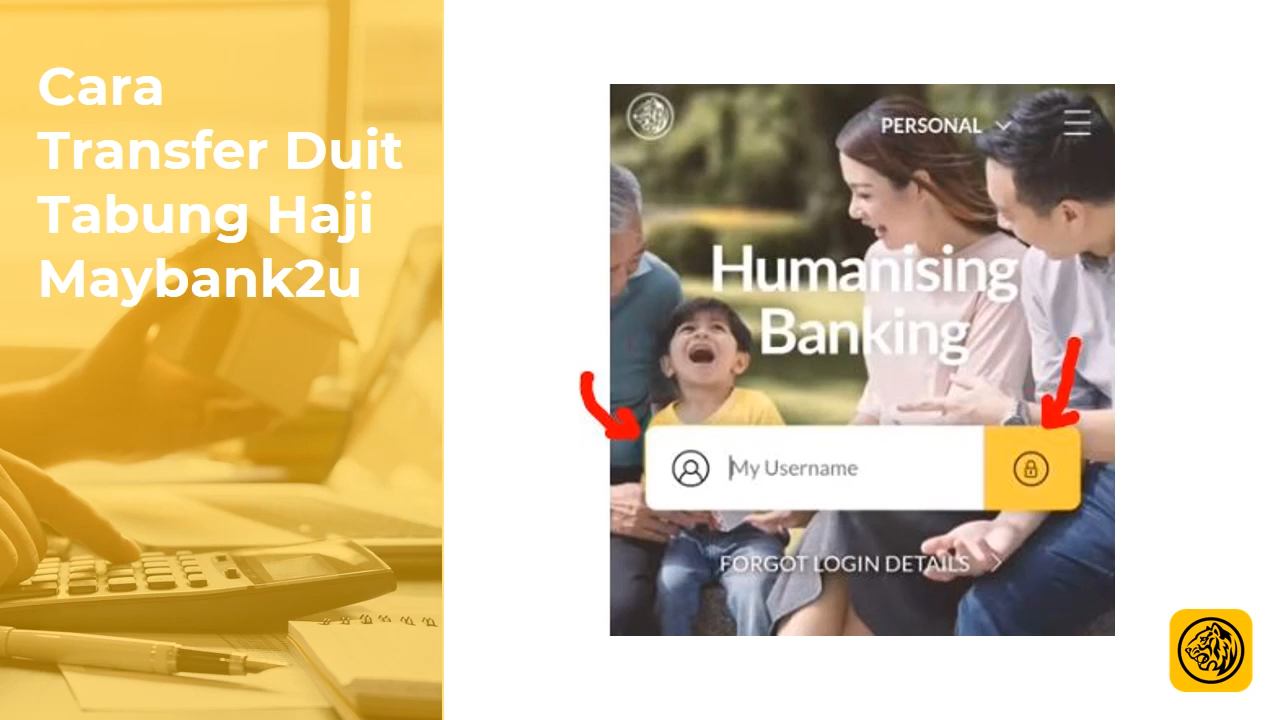 Cara
Transfer Duit
Tabung Haji
Maybank2u
PERSONAL
Humanising
Banking
My Username
FORGOT LOGIN DETAILS